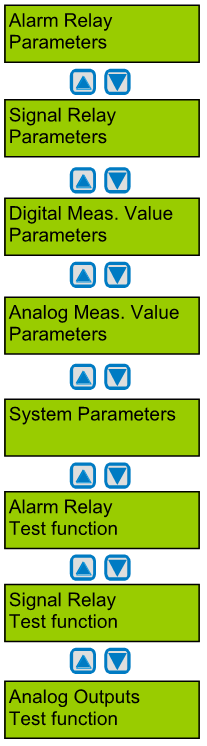 Alarm Relay
Parameters
Signal Relay
Parameters
Digital Meas. Value
Parameters
Analog Meas. Value
Parameters
System Parameters
Alarm Relay
Test function
Signal Relay
Test function
Analog Outputs
Test function